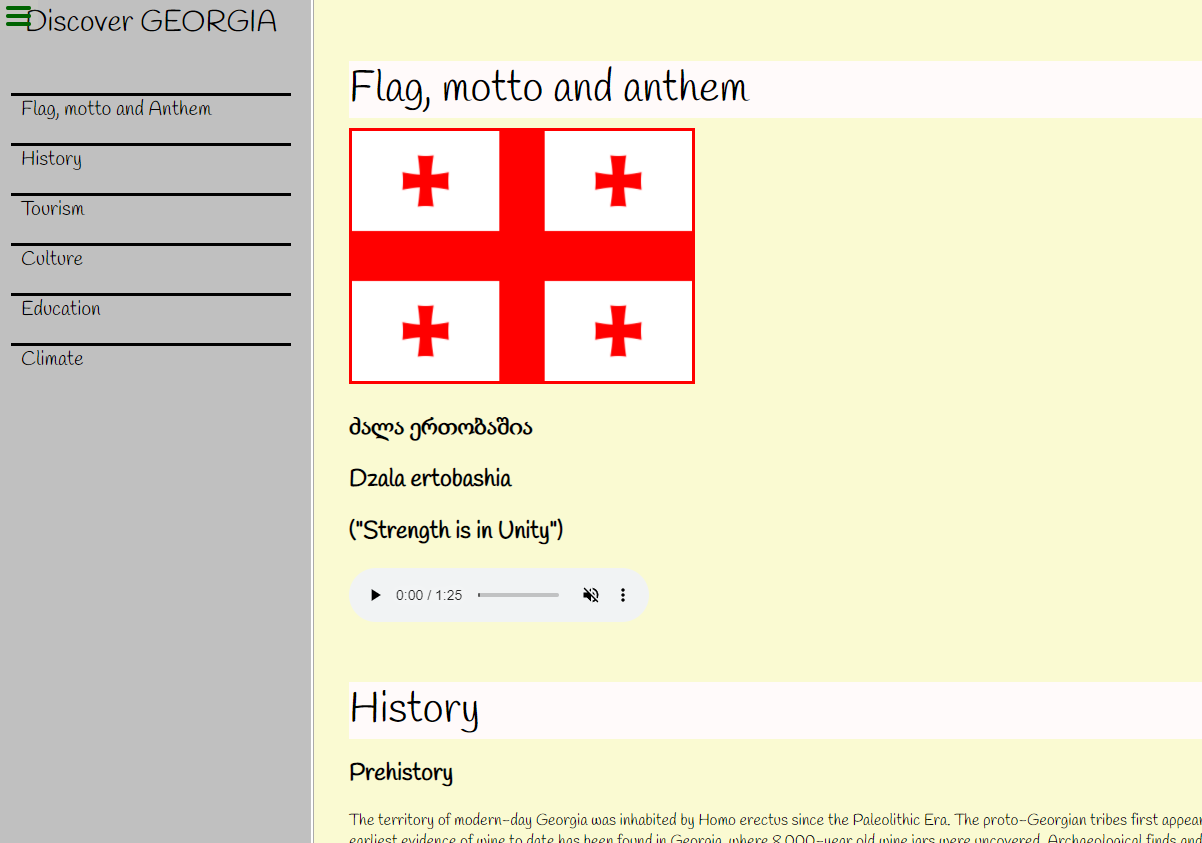 Discover GEORGIA
Flag, motto and Anthem
History
Tourism
Culture
Education
Climate
Flag, motto and anthem
ძალა ერთობაშია
Dzala ertobashia
("Strength is in Unity")
0:00 / 1:25
History
Prehistory
The territory of modern-day Georgia was inhabited by Homo erectus since the Paleolithic Era. The proto-Georgian tribes first appear
earliest evidence of wine to date has been found in Georgia, where 8,000-year old wine jars were uncovered. Archaeological finds and